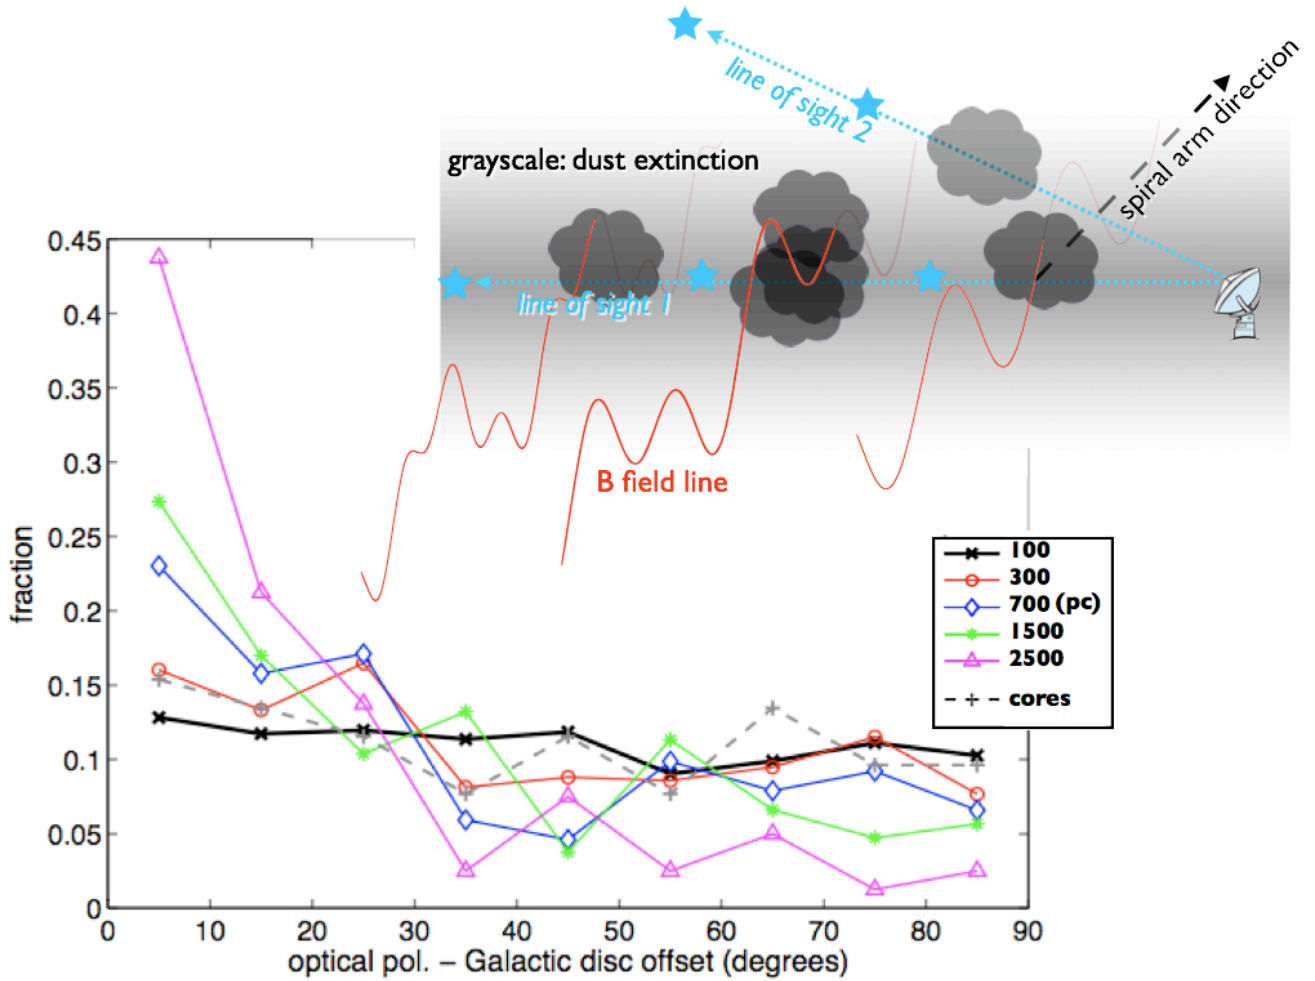 line of sight 2
spiral arm direction
grayscale: dust extinction
line of sight 1
B field line
0.45
0.4
0.35
0.3
0.25
0.2
0.15
0.1
0.05
0
fraction
100
300
700 (pc)
1500
2500
cores
0 10 20 30 40 50 60 70 80 90
optical pol. – Galactic disc offset (degrees)